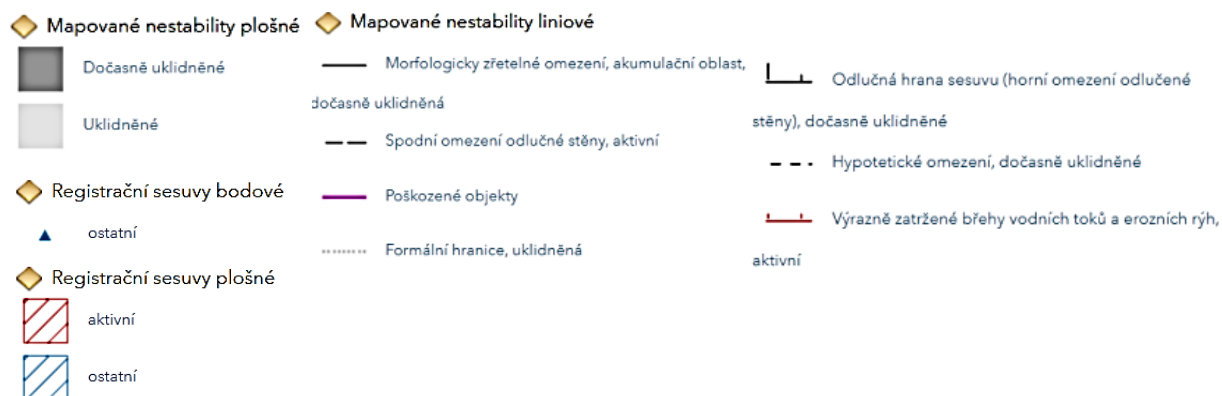 Mapované nestability plošné
Dočasně uklidněné
Uklidněné
Registrační sesuvy bodové
ostatní
Registrační sesuvy plošné
aktivní
ostatní
Mapované nestability liniové
Morfologicky zřetelné omezení, akumulační oblast,
dočasně uklidněná
Spodní omezení odlučné stěny, aktivní
Poškozené objekty
Formální hranice, uklidněná
Odlučná hrana sesuvu (horní omezení odlučené
stěny), dočasně uklidněné
Hypotetické omezení, dočasně uklidněné
Výrazně zatržené břehy vodních toků a erozních rýh,
aktivní